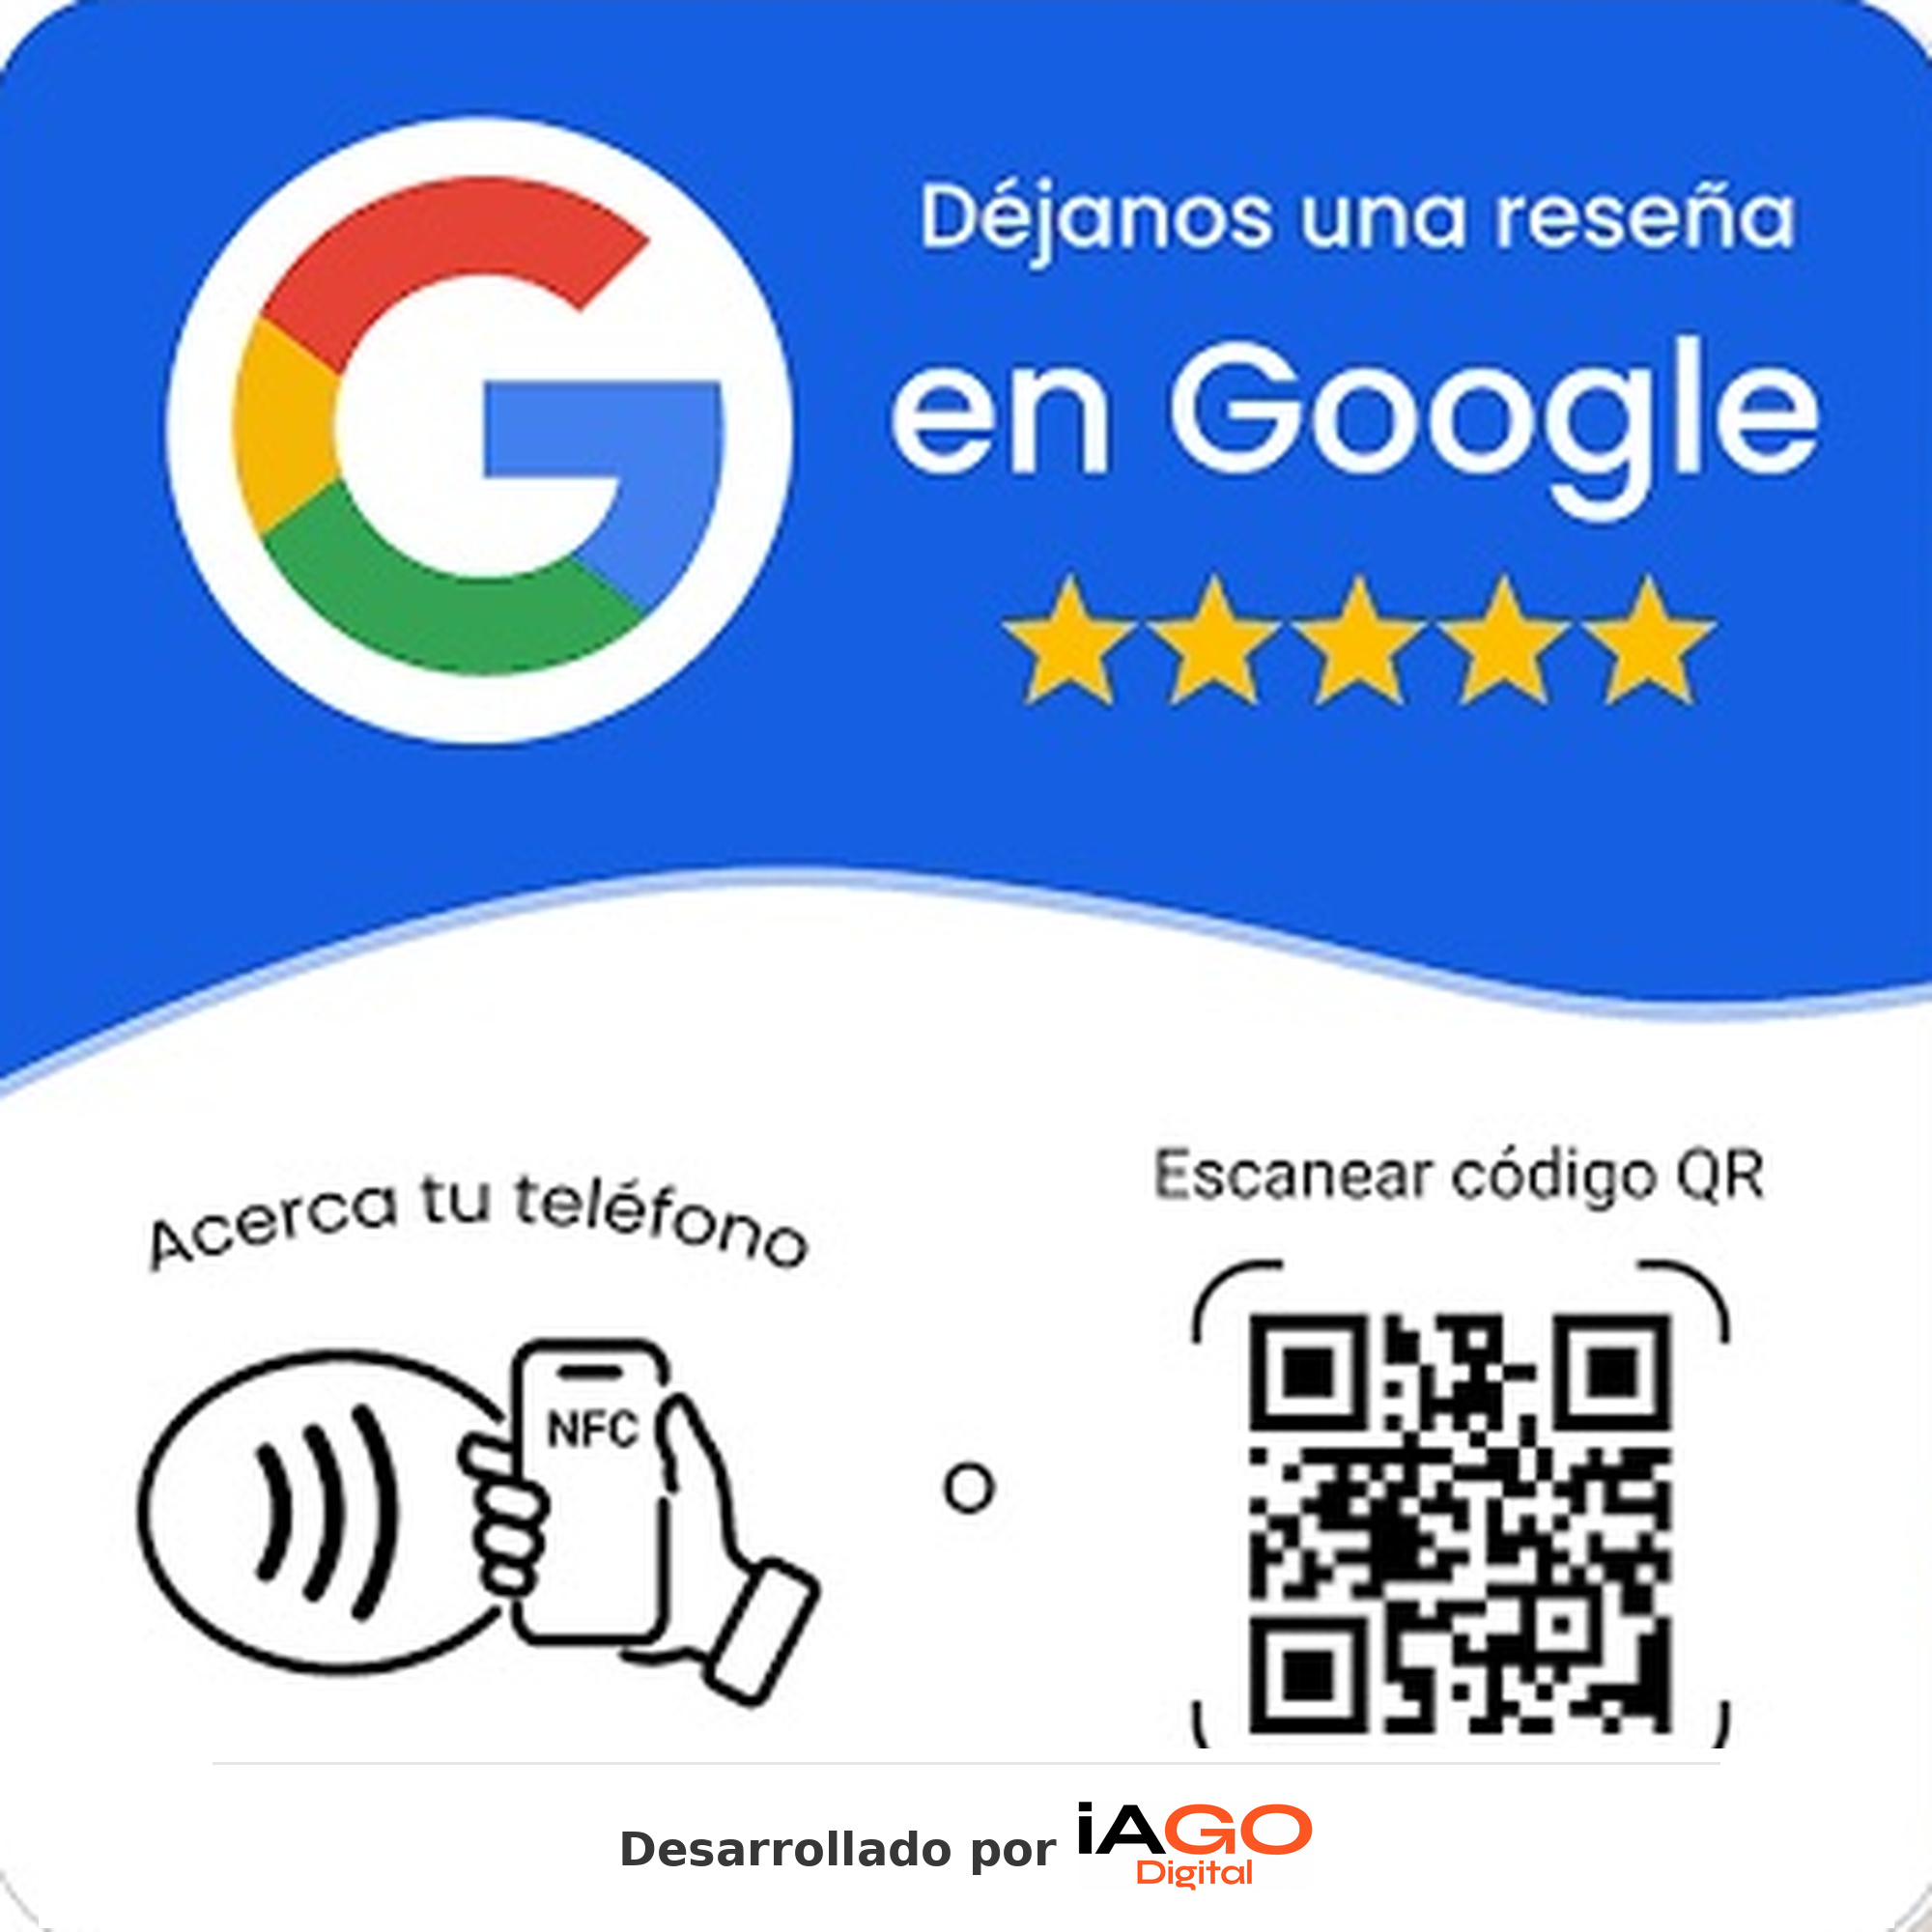 Déjanos una reseña
en Google
Acerca tu teléfono
NFC
o
Escanear código QR
Desarrollado por iAGO
Digital